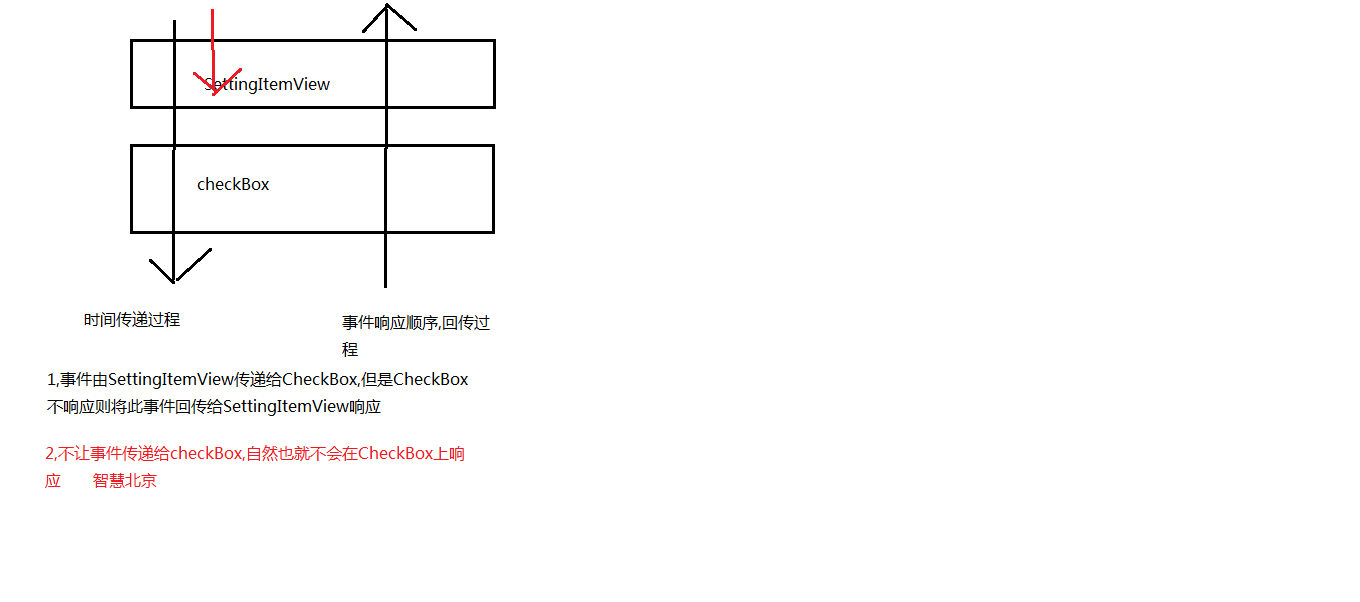 SettingItemView
checkBox
时间传递过程
事件响应顺序,回传过
程
1,事件由SettingItemView传递给CheckBox,但是CheckBox
不响应则将此事件回传给SettingItemView响应
2,不让事件传递给checkBox,自然也就不会在CheckBox上响
应 智慧北京